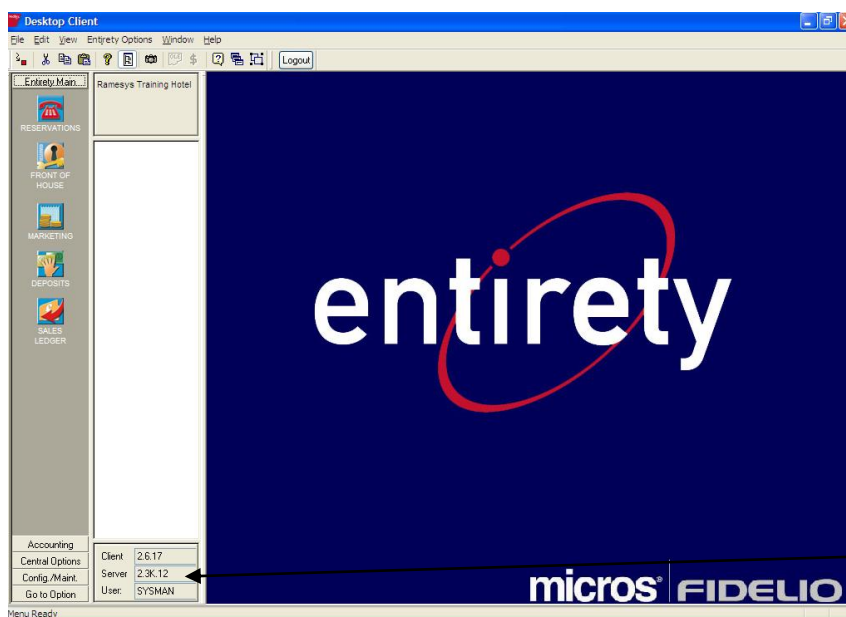 Desktop Client
File Edit View Entirety Options Window Help
Logout
Entirety Main...
Ramesys Training Hotel
RESERVATIONS
FRONT OF
HOUSE
MARKETING
DEPOSITS
SALES
LEDGER
entirety
Accounting
Central Options
Config./Maint.
Go to Option
Client 2.6.17
Server 2.3K.12
User: SYSMAN
micros® FIDELIO
Menu Ready